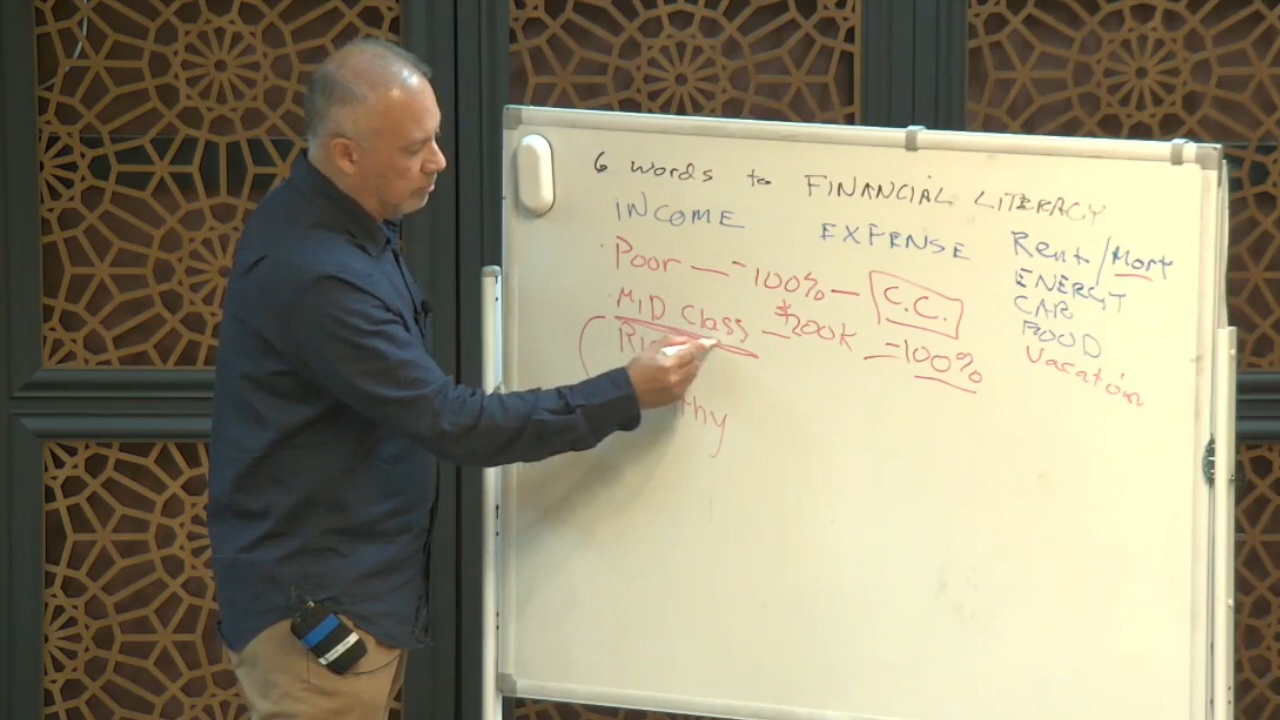 6 words to FINANCIAL LITERACY
INCOME EXPENSE Rent/Mort
ENERGY
Poor — -100% — C.C. CAR
MID Class — $200K — -100% FOOD
Vacation